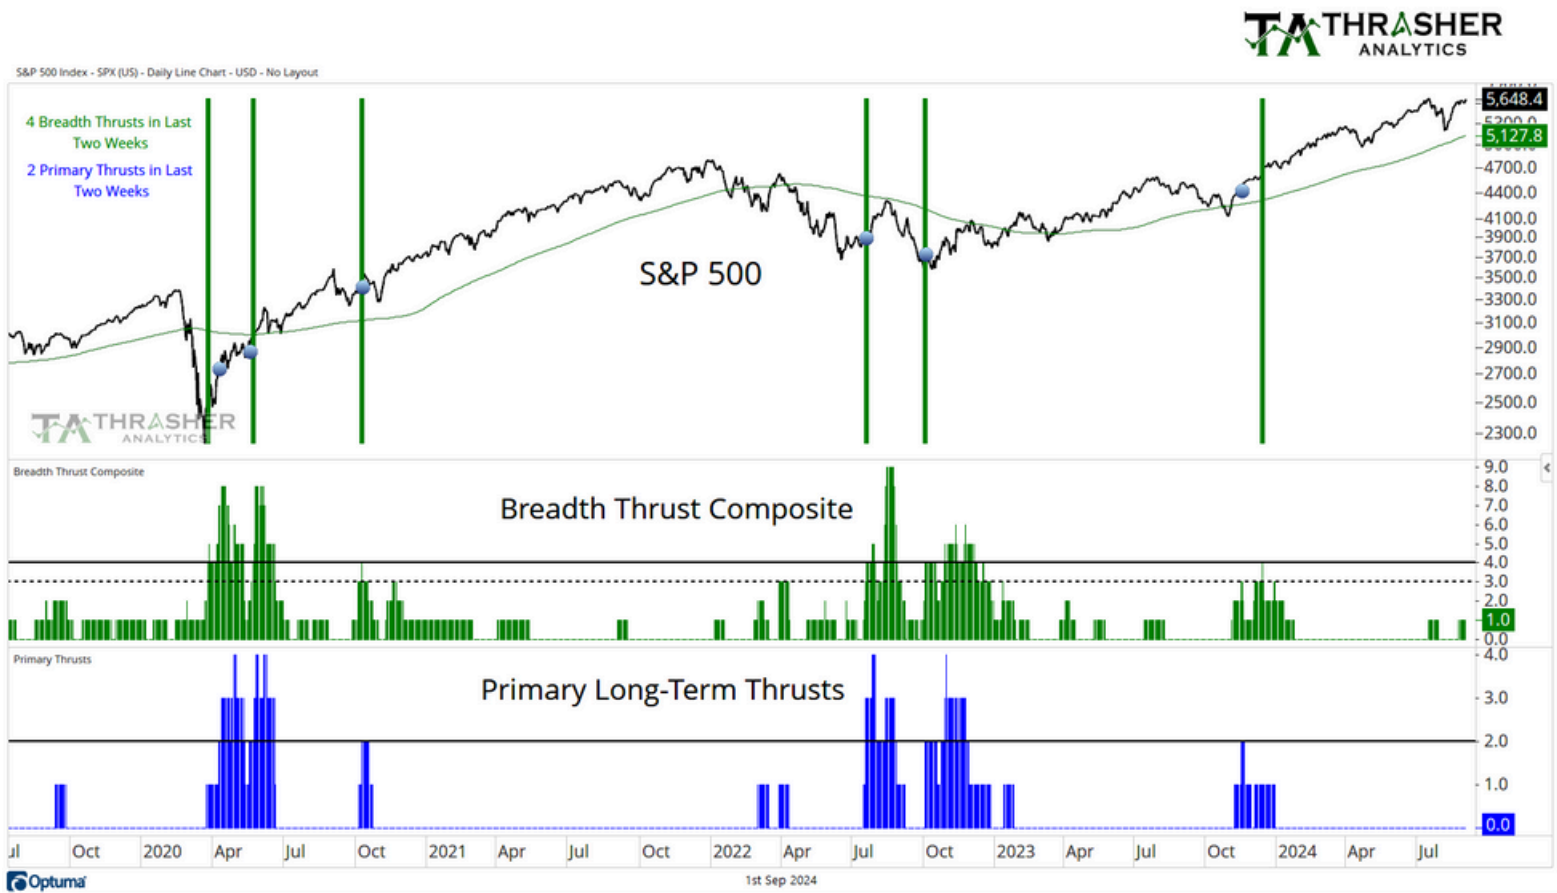 TA THRASHER
ANALYTICS
S&P 500 Index - SPX (US) - Daily Line Chart - USD - No Layout
4 Breadth Thrusts in Last
Two Weeks
2 Primary Thrusts in Last
Two Weeks
S&P 500
5,648.4
5300.0
5,127.8
4700.0
4400.0
4100.0
3900.0
3700.0
3500.0
3300.0
3100.0
2900.0
2700.0
2500.0
2300.0
TA THRASHER
ANALYTICS
Breadth Thrust Composite
Breadth Thrust Composite
9.0
8.0
7.0
6.0
5.0
4.0
3.0
2.0
1.0
0.0
Primary Thrusts
Primary Long-Term Thrusts
4.0
3.0
2.0
1.0
0.0
ul Oct 2020 Apr Jul Oct 2021 Apr Jul Oct 2022 Apr Jul Oct 2023 Apr Jul Oct 2024 Apr Jul
Optuma
1st Sep 2024